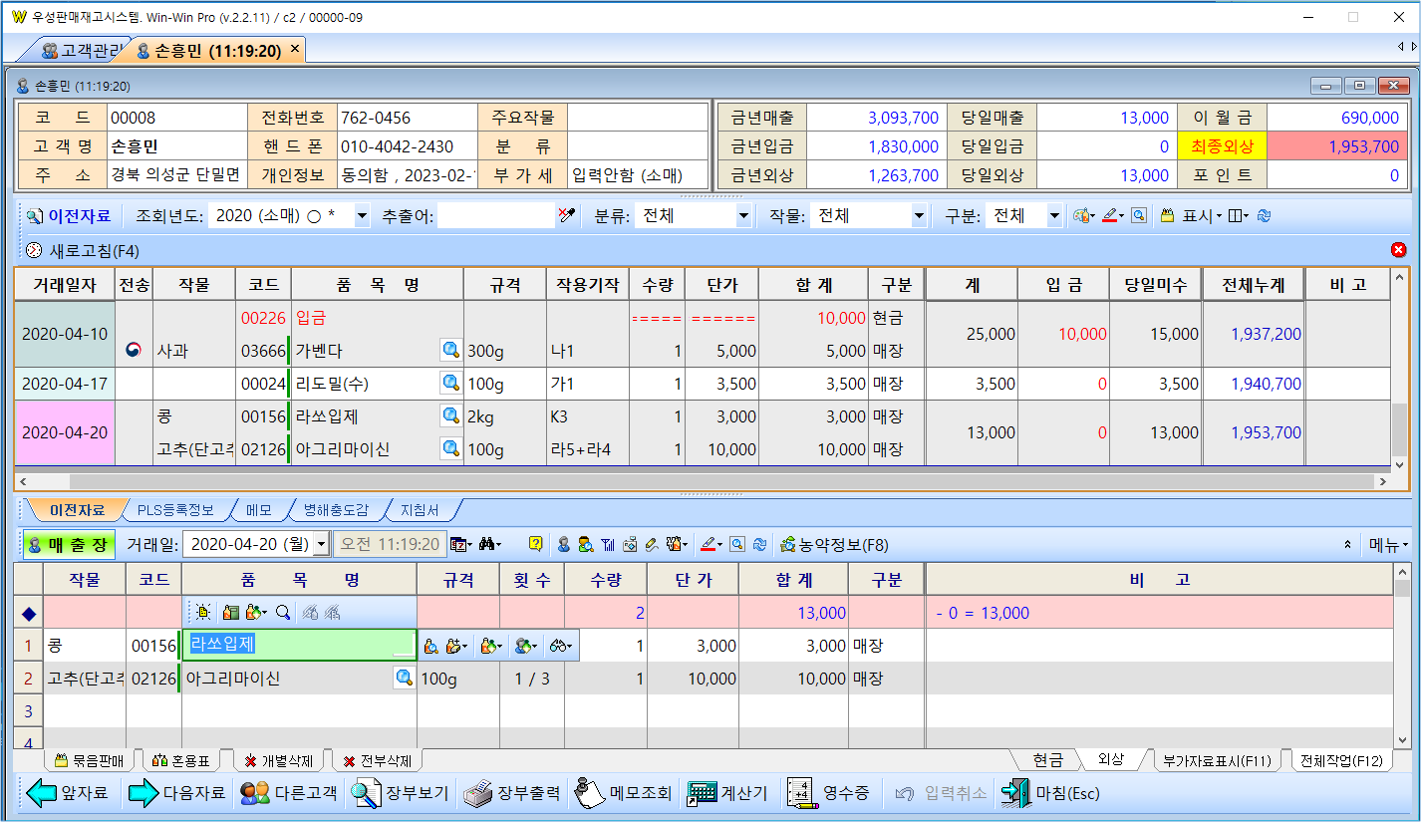 우성판매재고시스템. Win-Win Pro (v.2.2.11) / c2 / 00000-09
고객관리 손흥민 (11:19:20)
손흥민 (11:19:20)
코 드 00008 전화번호 762-0456 주요작물 금년매출 3,093,700 당일매출 13,000 이 월 금 690,000
고 객 명 손흥민 핸 드 폰 010-4042-2430 분 류 금년입금 1,830,000 당일입금 0 최종외상 1,953,700
주 소 경북 의성군 단밀면 개인정보 동의함 , 2023-02- 부 가 세 입력안함 (소매) 금년외상 1,263,700 당일외상 13,000 포 인 트 0
이전자료 조회년도: 2020 (소매) ○ * 추출어: 분류: 전체 작물: 전체 구분: 전체 표시
새로고침(F4)
거래일자 전송 작물 코드 품 목 명 규격 작용기작 수량 단가 합 계 구분 계 입 금 당일미수 전체누계 비 고
00226 입금 ===== ====== 10,000 현금
2020-04-10 25,000 10,000 15,000 1,937,200
사과 03666 가벤다 300g 나1 1 5,000 5,000 매장
2020-04-17 00024 리도밀(수) 100g 가1 1 3,500 3,500 매장 3,500 0 3,500 1,940,700
콩 00156 라쏘입제 2kg K3 1 3,000 3,000 매장
2020-04-20 13,000 0 13,000 1,953,700
고추(단고추 02126 아그리마이신 100g 라5+라4 1 10,000 10,000 매장
이전자료 PLS등록정보 메모 병해충도감 지침서
매 출 장 거래일: 2020-04-20 (월) 오전 11:19:20 농약정보(F8) 메뉴
작물 코드 품 목 명 규격 횟 수 수량 단 가 합 계 구분 비 고
2 13,000 - 0 = 13,000
1 콩 00156 라쏘입제 1 3,000 3,000 매장
2 고추(단고추 02126 아그리마이신 100g 1 / 3 1 10,000 10,000 매장
3
4
묶음판매 혼용표 개별삭제 전부삭제 현금 외상 부가자료표시(F11) 전체작업(F12)
앞자료 다음자료 다른고객 장부보기 장부출력 메모조회 계산기 영수증 입력취소 마침(Esc)